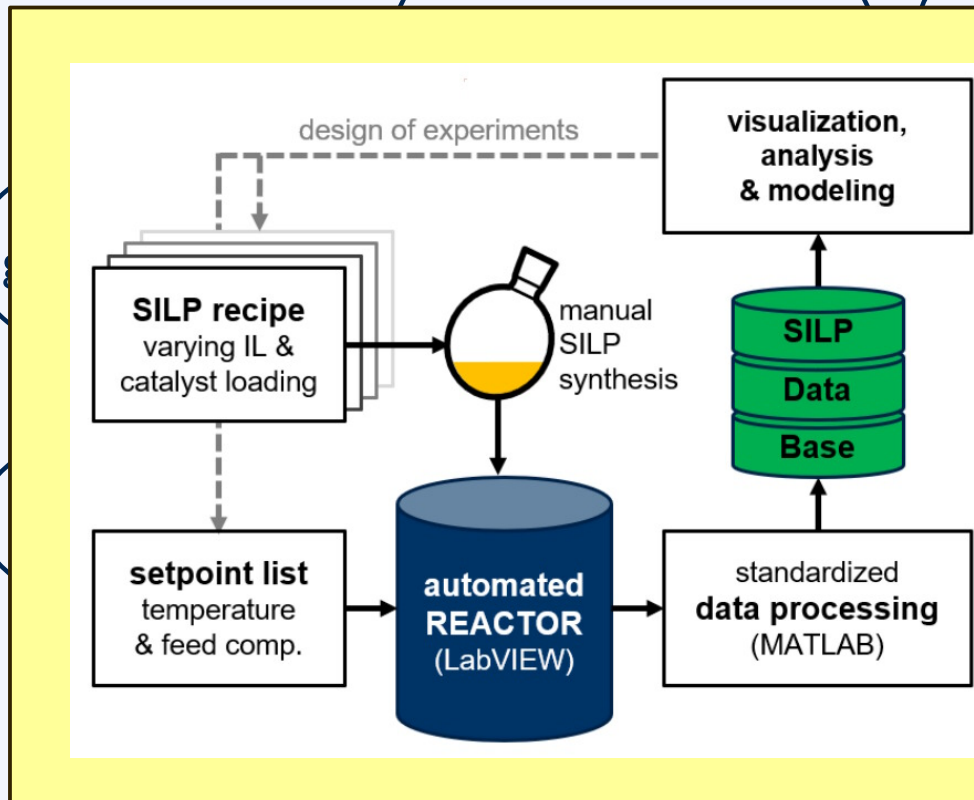 design of experiments
visualization,
analysis
& modeling
SILP recipe
varying IL &
catalyst loading
manual
SILP
synthesis
SILP
Data
Base
setpoint list
temperature
& feed comp.
automated
REACTOR
(LabVIEW)
standardized
data processing
(MATLAB)